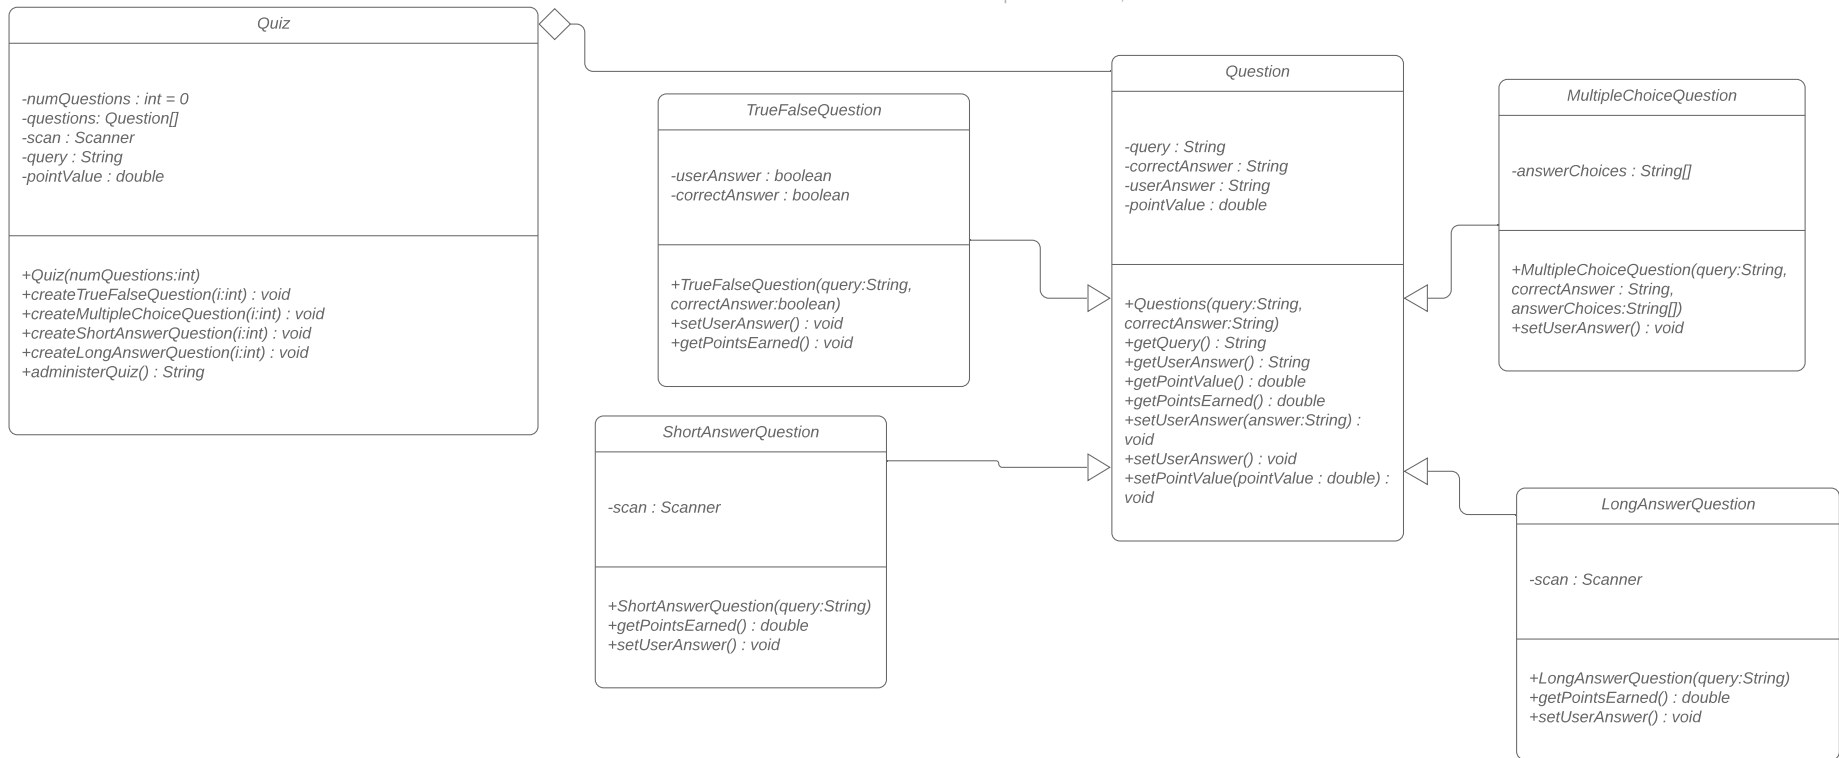 Quiz
-numQuestions : int = 0
-questions: Question[]
-scan : Scanner
-query : String
-pointValue : double
+Quiz(numQuestions:int)
+createTrueFalseQuestion(i:int) : void
+createMultipleChoiceQuestion(i:int) : void
+createShortAnswerQuestion(i:int) : void
+createLongAnswerQuestion(i:int) : void
+administerQuiz() : String
TrueFalseQuestion
-userAnswer : boolean
-correctAnswer : boolean
+TrueFalseQuestion(query:String,
correctAnswer:boolean)
+setUserAnswer() : void
+getPointsEarned() : void
ShortAnswerQuestion
-scan : Scanner
+ShortAnswerQuestion(query:String)
+getPointsEarned() : double
+setUserAnswer() : void
Question
-query : String
-correctAnswer : String
-userAnswer : String
-pointValue : double
+Questions(query:String,
correctAnswer:String)
+getQuery() : String
+getUserAnswer() : String
+getPointValue() : double
+getPointsEarned() : double
+setUserAnswer(answer:String) :
void
+setUserAnswer() : void
+setPointValue(pointValue : double) :
void
MultipleChoiceQuestion
-answerChoices : String[]
+MultipleChoiceQuestion(query:String,
correctAnswer : String,
answerChoices:String[])
+setUserAnswer() : void
LongAnswerQuestion
-scan : Scanner
+LongAnswerQuestion(query:String)
+getPointsEarned() : double
+setUserAnswer() : void